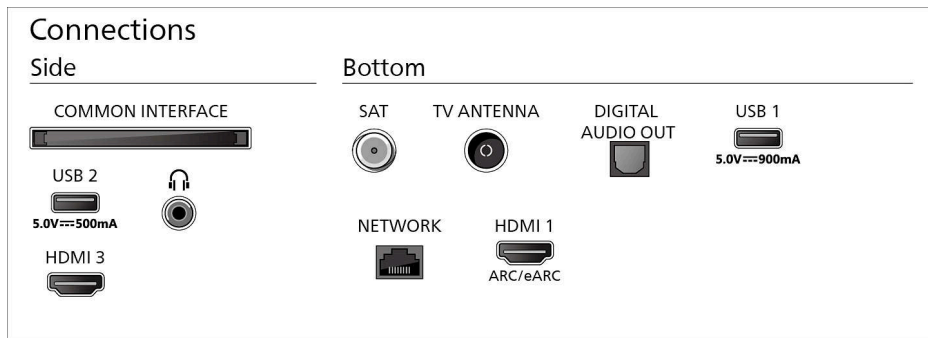 Connections
Side
COMMON INTERFACE
USB 2
5.0V⎓500mA
HDMI 3
Bottom
SAT
TV ANTENNA
DIGITAL
AUDIO OUT
USB 1
5.0V⎓900mA
NETWORK
HDMI 1
ARC/eARC